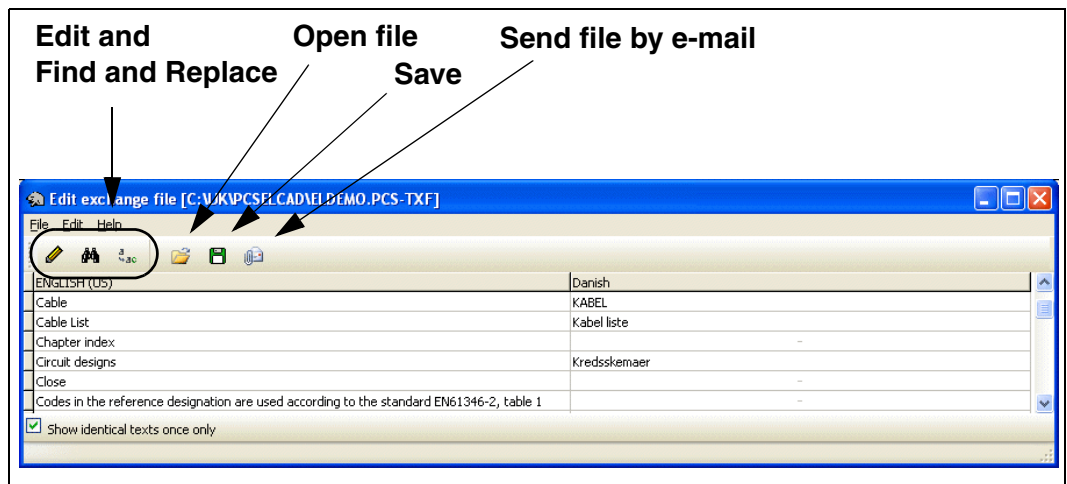 Edit and
Find and Replace
Open file
Save
Send file by e-mail
Edit exchange file [C:\UK\PCSELCAD\ELDEMO.PCS-TXF]
File Edit Help
ENGLISH (US) Danish
Cable KABEL
Cable List Kabel liste
Chapter index -
Circuit designs Kredsskemaer
Close -
Codes in the reference designation are used according to the standard EN61346-2, table 1 -
Show identical texts once only